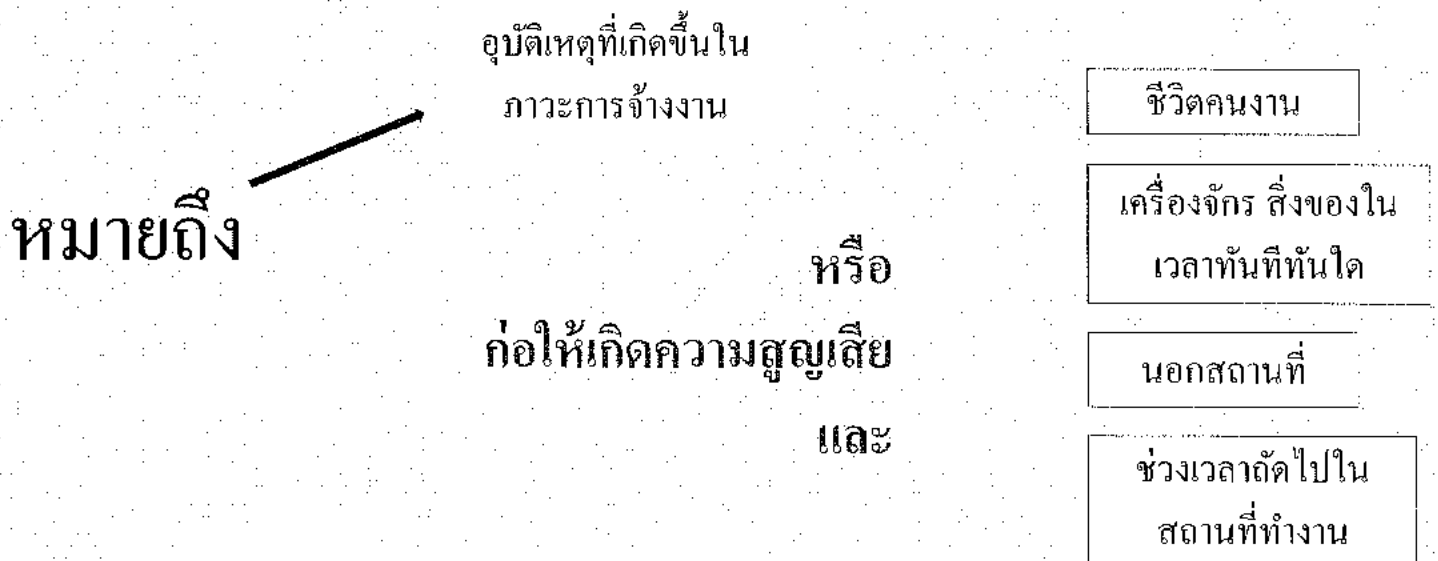 อุบัติเหตุที่เกิดขึ้นใน
ภาวะการจ้างงาน
หมายถึง
หรือ
ก่อให้เกิดความสูญเสีย
และ
ชีวิตคนงาน
เครื่องจักร สิ่งของใน
เวลาทันทีทันใด
นอกสถานที่
ช่วงเวลาถัดไปใน
สถานที่ทำงาน